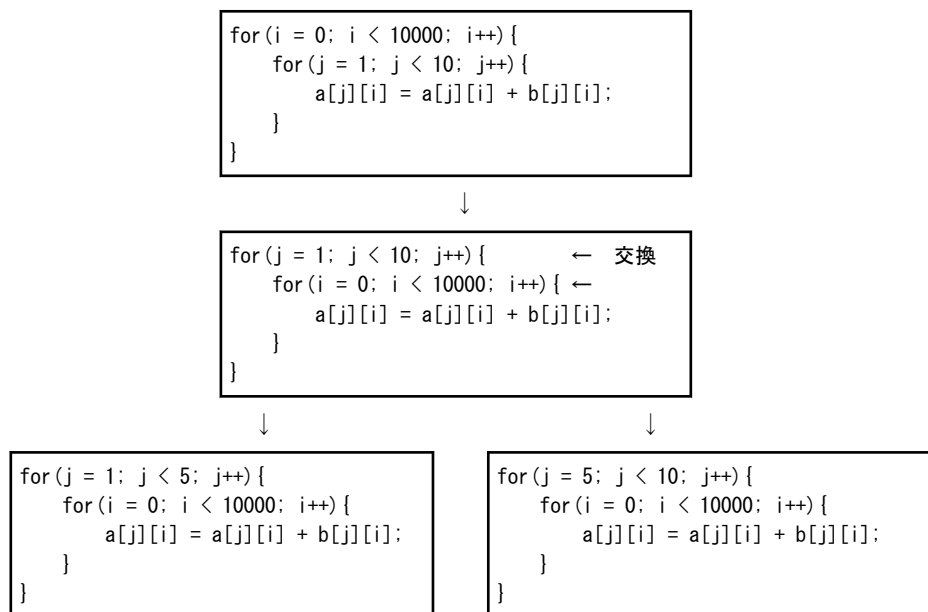 for(i = 0; i < 10000; i++){
    for(j = 1; j < 10; j++){
        a[j][i] = a[j][i] + b[j][i];
    }
}
↓
for(j = 1; j < 10; j++){        ← 交換
    for(i = 0; i < 10000; i++){ ←
        a[j][i] = a[j][i] + b[j][i];
    }
}
↓ ↓
for(j = 1; j < 5; j++){
    for(i = 0; i < 10000; i++){
        a[j][i] = a[j][i] + b[j][i];
    }
}
for(j = 5; j < 10; j++){
    for(i = 0; i < 10000; i++){
        a[j][i] = a[j][i] + b[j][i];
    }
}